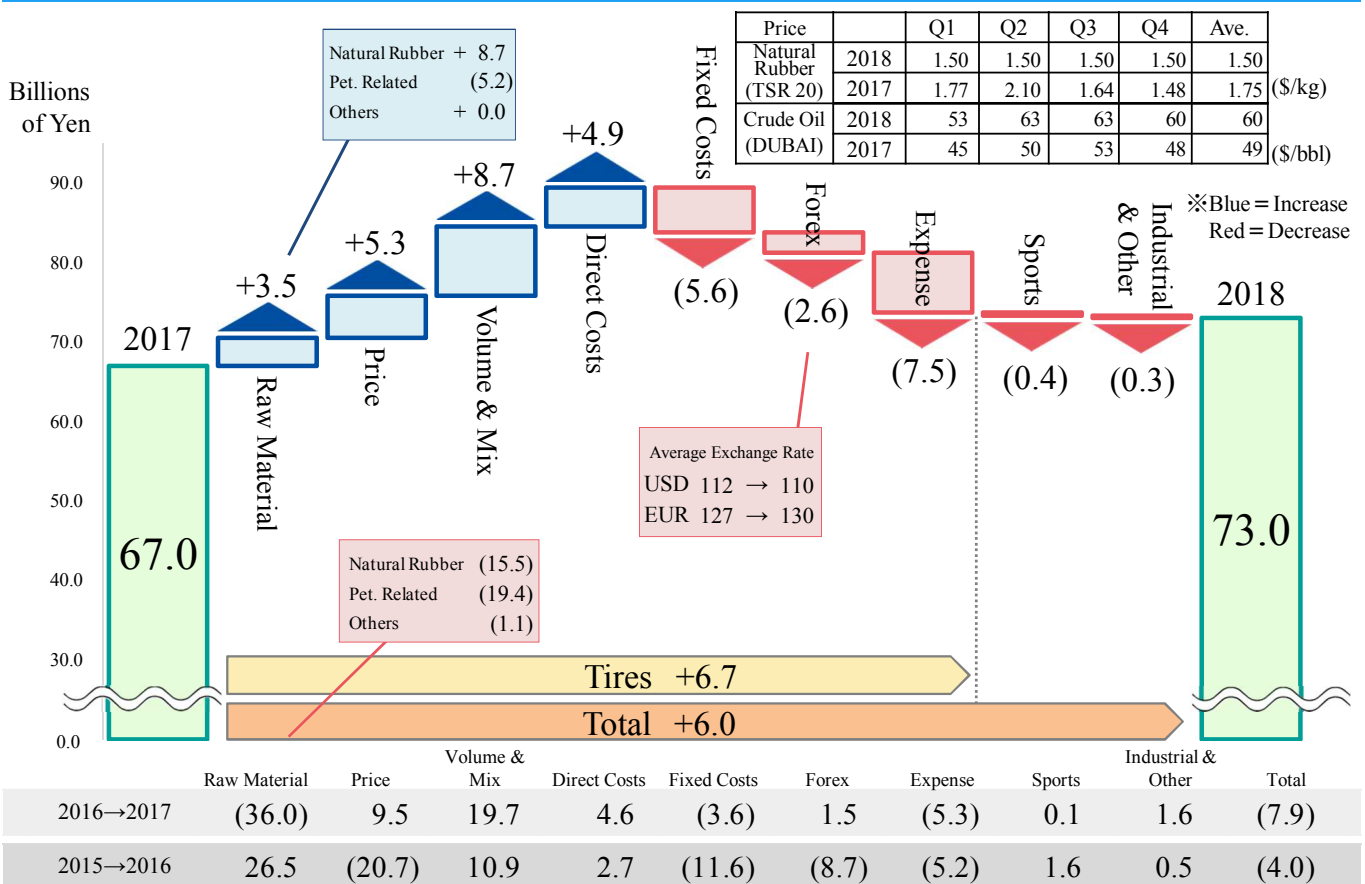 Price Q1 Q2 Q3 Q4 Ave.
Natural Rubber (TSR 20) 2018 1.50 1.50 1.50 1.50 1.50
2017 1.77 2.10 1.64 1.48 1.75 ($/kg)
Crude Oil (DUBAI) 2018 53 63 63 60 60
2017 45 50 53 48 49 ($/bbl)
Natural Rubber + 8.7
Pet. Related (5.2)
Others + 0.0
Billions
of Yen
90.0
80.0
70.0
60.0
50.0
40.0
30.0
0.0
※Blue = Increase
Red = Decrease
2017
67.0
+3.5
Raw Material
+5.3
Price
+8.7
Volume & Mix
+4.9
Direct Costs
Fixed Costs
(5.6)
Forex
(2.6)
Expense
(7.5)
Sports
(0.4)
Industrial
& Other
(0.3)
2018
73.0
Average Exchange Rate
USD 112 → 110
EUR 127 → 130
Natural Rubber (15.5)
Pet. Related (19.4)
Others (1.1)
Tires +6.7
Total +6.0
Raw Material Price Volume & Mix Direct Costs Fixed Costs Forex Expense Sports Industrial & Other Total
2016→2017 (36.0) 9.5 19.7 4.6 (3.6) 1.5 (5.3) 0.1 1.6 (7.9)
2015→2016 26.5 (20.7) 10.9 2.7 (11.6) (8.7) (5.2) 1.6 0.5 (4.0)